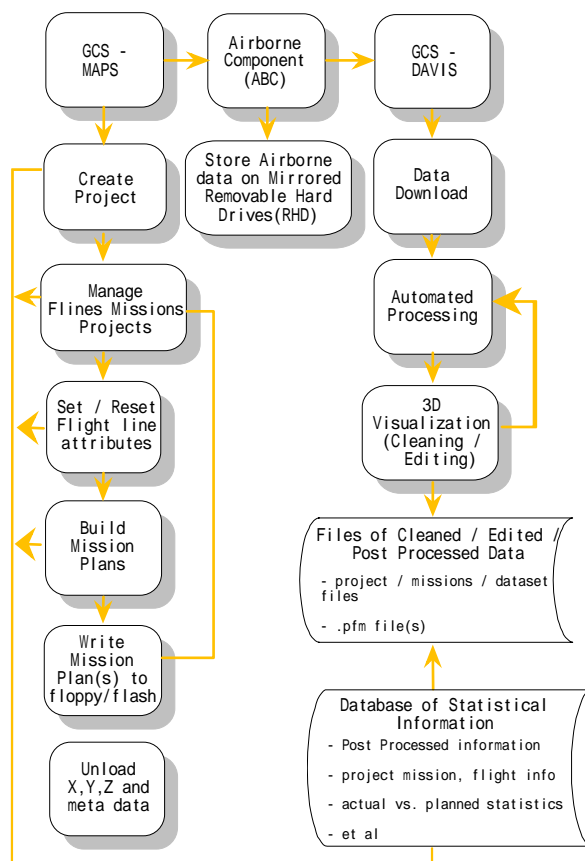 GCS -
MAPS
Airborne
Component
(ABC)
GCS -
DAVIS
Create
Project
Store Airborne
data on Mirrored
Removable Hard
Drives(RHD)
Data
Download
Manage
Flines Missions
Projects
Automated
Processing
Set / Reset
Flight line
attributes
3D
Visualization
(Cleaning /
Editing)
Build
Mission
Plans
Files of Cleaned / Edited /
Post Processed Data
- project / missions / dataset
files
- .pfm file(s)
Write
Mission
Plan(s) to
floppy/flash
Database of Statistical
Information
- Post Processed information
- project mission, flight info
- actual vs. planned statistics
- et al
Unload
X,Y,Z and
meta data